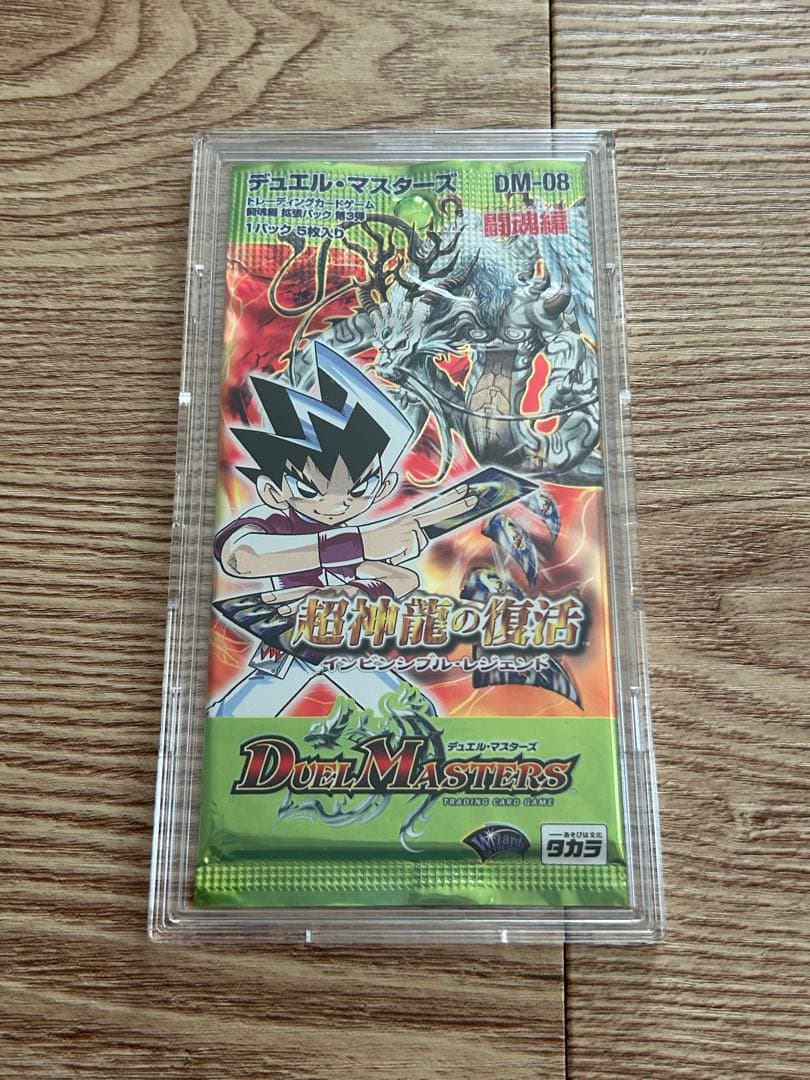 デュエル・マスターズ DM-08
トレーディングカードゲーム
闘魂編 拡張パック 第3弾
1パック 5枚入り
闘魂編
超神龍の復活™
インビンシブル・レジェンド
デュエル・マスターズ
DUEL MASTERS
TRADING CARD GAME
Wizards
あそびは文化
タカラ